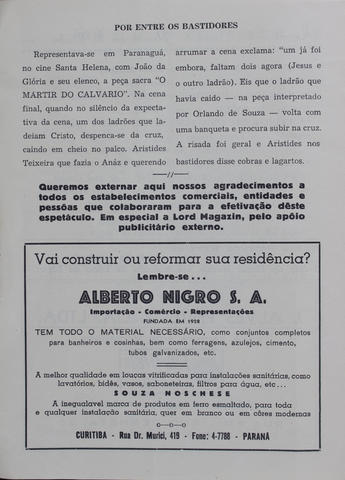 POR ENTRE OS BASTIDORES
Representava-se em Paranaguá,
no cine Santa Helena, com João da
Glória e seu elenco, a peça sacra "O
MARTIR DO CALVARIO". Na cena
final, quando no silêncio da expecta-
tiva da cena, um dos ladrões que la-
deiam Cristo, despenca-se da cruz,
caindo em cheio no palco. Aristides
Teixeira que fazia o Anáz e querendo
arrumar a cena exclama: "um já foi
embora, faltam dois agora (Jesus e
o outro ladrão). Eis que o ladrão que
havia caido — na peça interpretado
por Orlando de Souza — volta com
uma banqueta e procura subir na cruz.
A risada foi geral e Aristides nos
bastidores disse cobras e lagartos.
—//—
Queremos externar aqui nossos agradecimentos a
todos os estabelecimentos comerciais, entidades e
pessôas que colaboraram para a efetivação dêste
espetáculo. Em especial a Lord Magazin, pelo apôio
publicitário externo.
Vai construir ou reformar sua residência?
Lembre-se...
ALBERTO NIGRO S. A.
Importação - Comércio - Representações
FUNDADA EM 1928
TEM TODO O MATERIAL NECESSÁRIO, como conjuntos completos
para banheiros e cosinhas, bem como ferragens, azulejos, cimento,
tubos galvanizados, etc.
A melhor qualidade em loucas vitrificadas para instalações sanitárias, como
lavatórios, bidês, vasos, saboneteiras, filtros para água, etc...
SOUZA NOSCHESE
A inegualavel marca de produtos em ferro esmaltado, para toda
e qualquer instalação sanitária, quer em branco ou em côres modernas
o—o—o
CURITIBA - Rua Dr. Murici, 419 - Fone: 4-7788 - PARANÁ